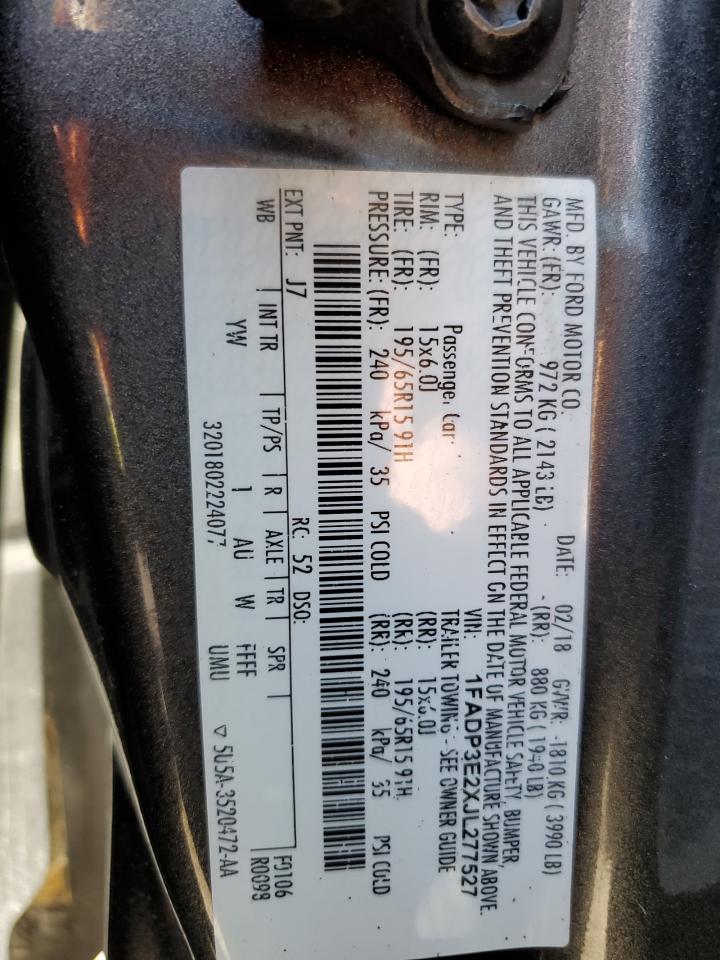 MFD. BY FORD MOTOR CO. DATE: 02/18 GVWR: 1810 KG ( 3990 LB)
GAWR: (FR): 972 KG ( 2143 LB) - (RR): 880 KG ( 1940 LB)
THIS VEHICLE CONFORMS TO ALL APPLICABLE FEDERAL MOTOR VEHICLE SAFETY, BUMPER,
AND THEFT PREVENTION STANDARDS IN EFFECT ON THE DATE OF MANUFACTURE SHOWN ABOVE.
VIN: 1FADP3E2XJL277527
TYPE: Passenger Car TRAILER TOWING - SEE OWNER GUIDE
RIM: (FR): 15x6.0J (RR): 15x6.0J
TIRE: (FR): 195/65R15 91H (RR): 195/65R15 91H
PRESSURE: (FR): 240 kPa/ 35 PSI COLD (RR): 240 kPa/ 35 PSI COLD
EXT PNT: J7 RC: 52 DSO: F0106
WB INT TR TP/PS R AXLE TR SPR R0098
YW 1 AU W FFFF
3201802224077 UMU ▽ 5U5A-3520472-AA